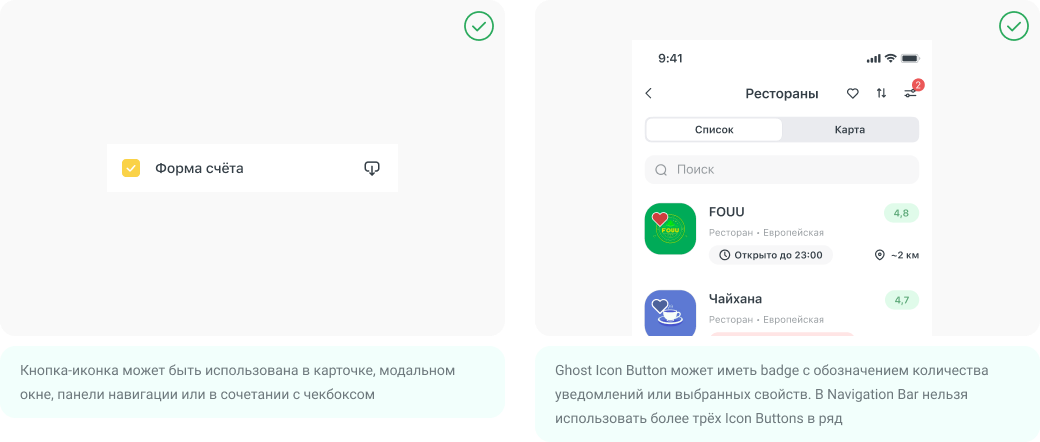 Форма счёта
Кнопка-иконка может быть использована в карточке, модальном
окне, панели навигации или в сочетании с чекбоксом
9:41
Рестораны
2
Список
Карта
Поиск
FOUU
FOUU
4,8
Ресторан • Европейская
Открыто до 23:00
~2 км
Чайхана
4,7
Ресторан • Европейская
Ghost Icon Button может иметь badge с обозначением количества
уведомлений или выбранных свойств. В Navigation Bar нельзя
использовать более трёх Icon Buttons в ряд